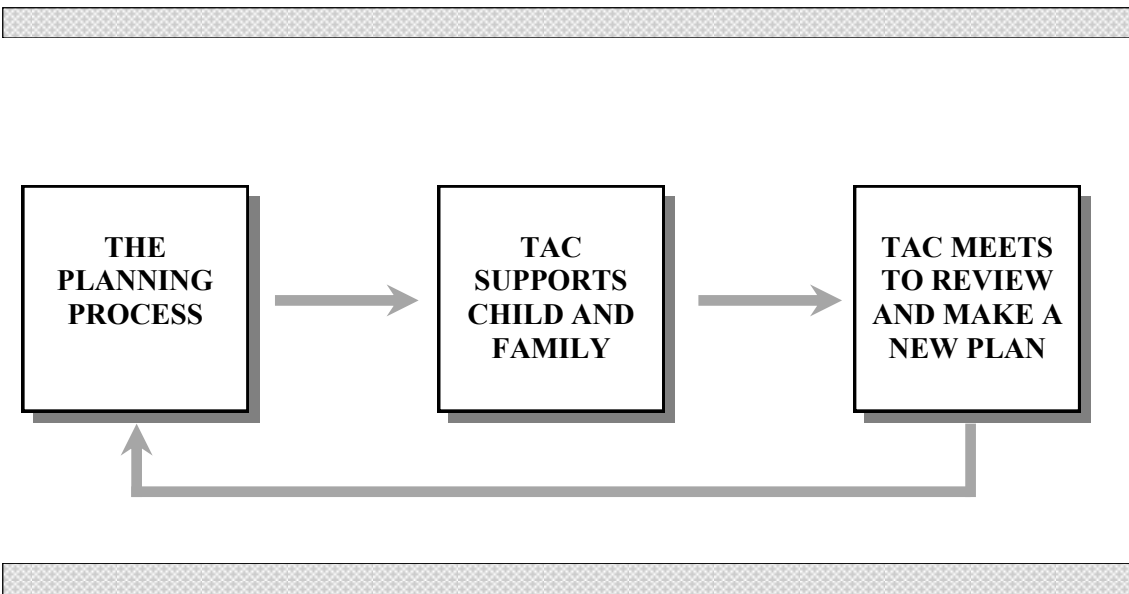 THE
PLANNING
PROCESS
TAC
SUPPORTS
CHILD AND
FAMILY
TAC MEETS
TO REVIEW
AND MAKE A
NEW PLAN